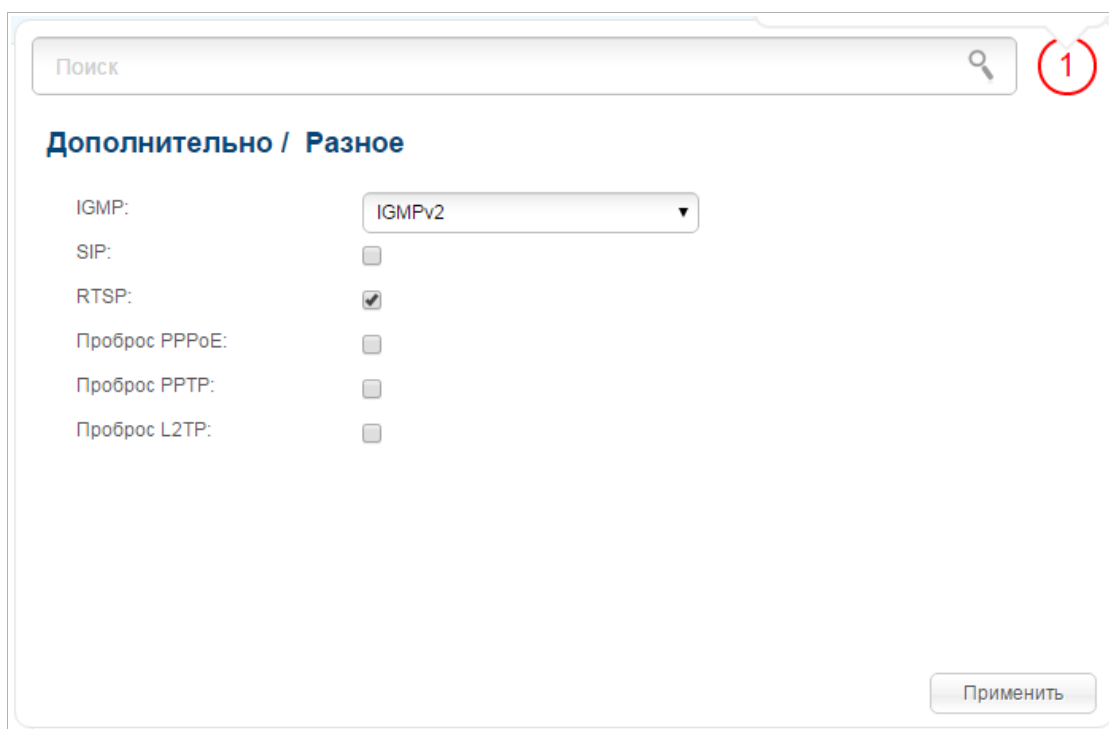 Поиск
1
Дополнительно / Разное
IGMP: IGMPv2
SIP:
RTSP:
Проброс PPPoE:
Проброс PPTP:
Проброс L2TP:
Применить